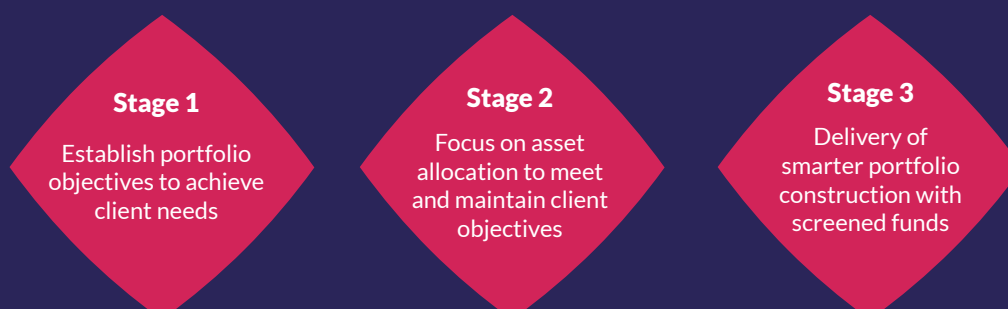 Stage 1
Establish portfolio
objectives to achieve
client needs
Stage 2
Focus on asset
allocation to meet
and maintain client
objectives
Stage 3
Delivery of
smarter portfolio
construction with
screened funds